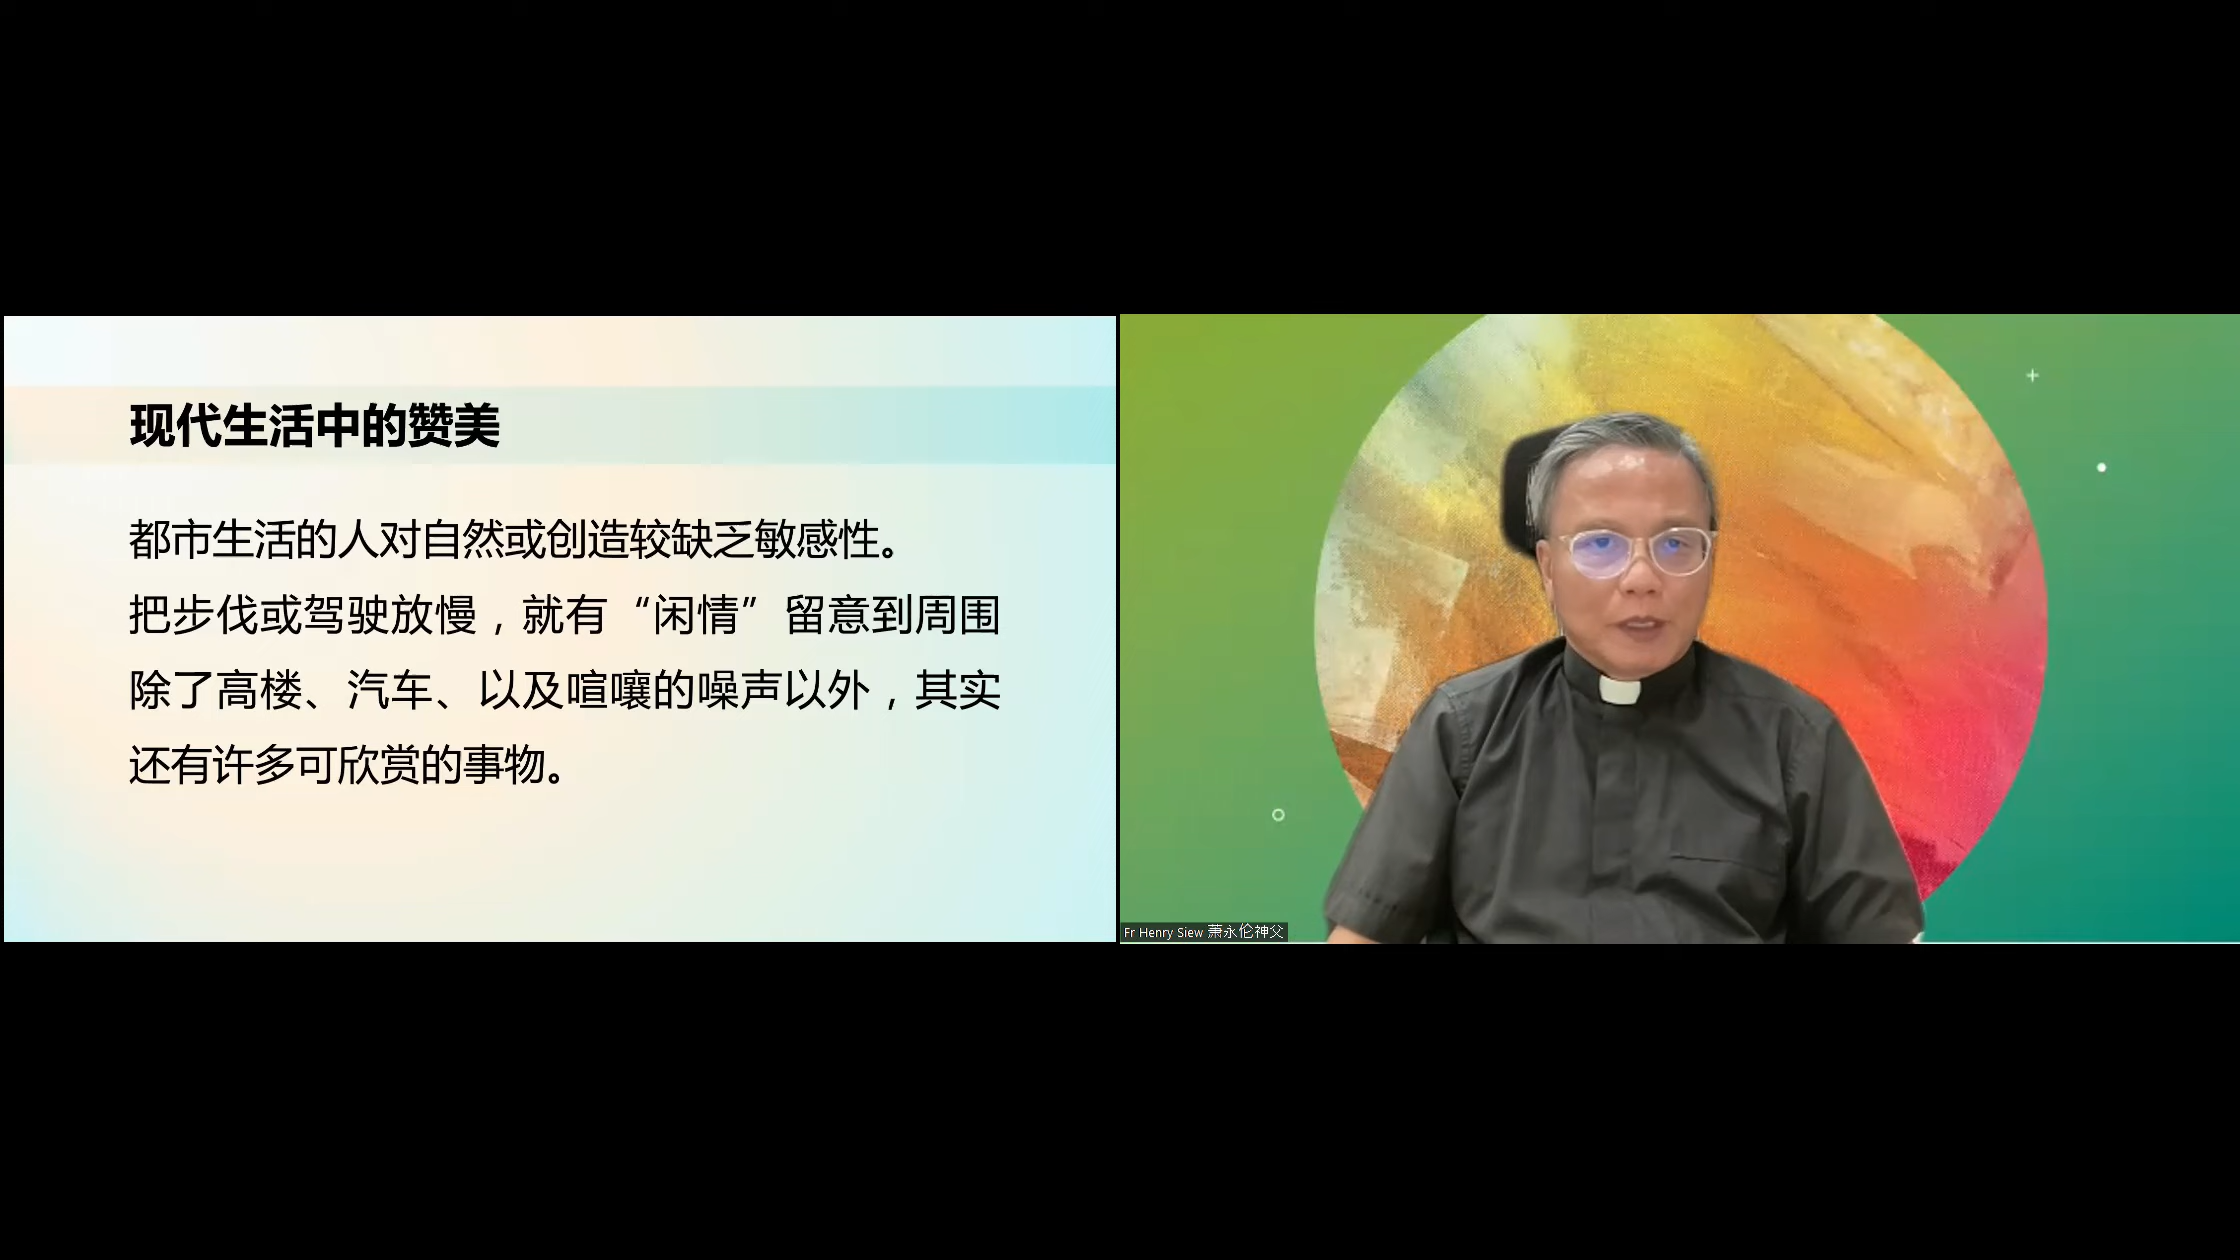 现代生活中的赞美
都市生活的人对自然或创造较缺乏敏感性。
把步伐或驾驶放慢，就有“闲情”留意到周围
除了高楼、汽车、以及喧嚷的噪声以外，其实
还有许多可欣赏的事物。
Fr Henry Siew 萧永伦神父